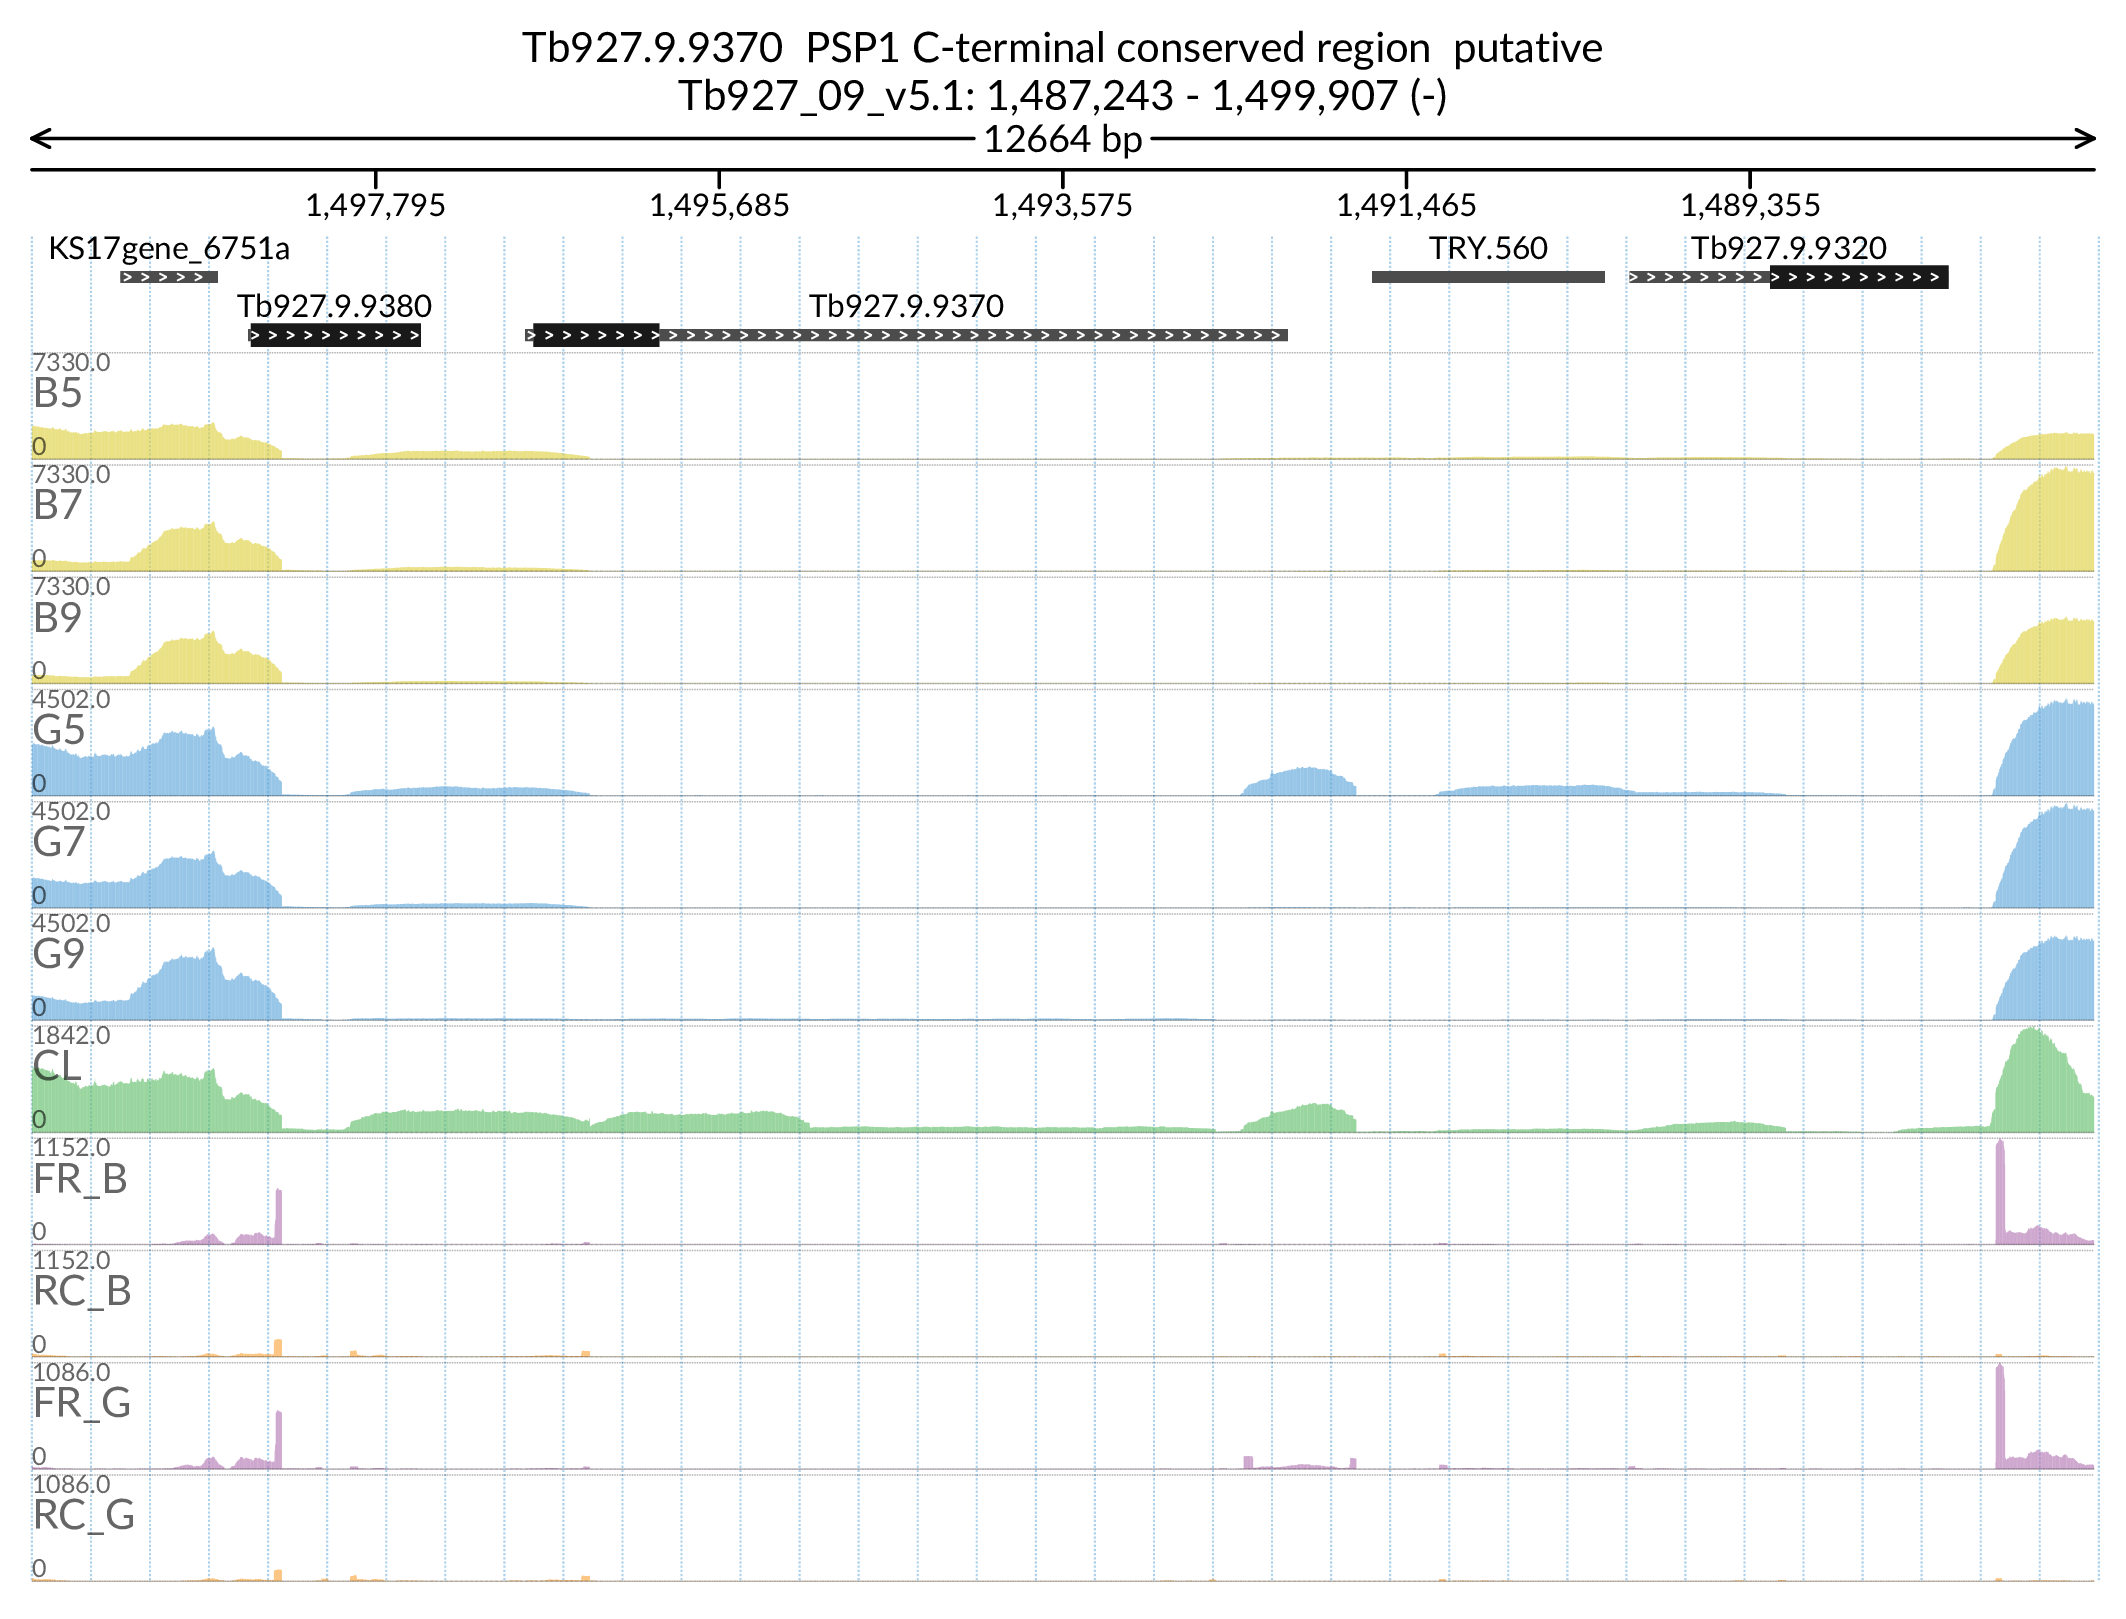 Tb927.9.9370  PSP1 C-terminal conserved region  putative
Tb927_09_v5.1: 1,487,243 - 1,499,907 (-)
12664 bp
1,497,795 1,495,685 1,493,575 1,491,465 1,489,355
KS17gene_6751a TRY.560 Tb927.9.9320
Tb927.9.9380 Tb927.9.9370
7330.0
B5
0
7330.0
B7
0
7330.0
B9
0
4502.0
G5
0
4502.0
G7
0
4502.0
G9
0
1842.0
CL
0
1152.0
FR_B
0
1152.0
RC_B
0
1086.0
FR_G
0
1086.0
RC_G
0